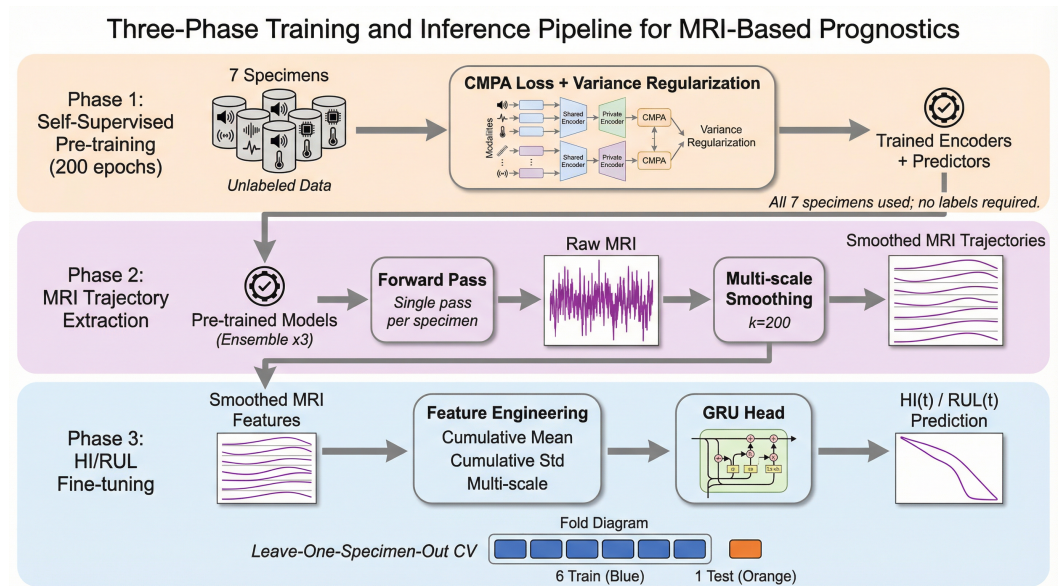 Three-Phase Training and Inference Pipeline for MRI-Based Prognostics
Phase 1:
Self-Supervised
Pre-training
(200 epochs)
7 Specimens
Unlabeled Data
CMPA Loss + Variance Regularization
Modalites
Shared
Encoder
Private
Encoder
CMPA
Shared
Encoder
Private
Encoder
CMPA
Variance
Regularization
Trained Encoders
+ Predictors
All 7 specimens used; no labels required.
Phase 2:
MRI Trajectory
Extraction
Pre-trained Models
(Ensemble x3)
Forward Pass
Single pass
per specimen
Raw MRI
Multi-scale
Smoothing
k=200
Smoothed MRI Trajectories
Phase 3:
HI/RUL
Fine-tuning
Smoothed MRI
Features
Feature Engineering
Cumulative Mean
Cumulative Std
Multi-scale
GRU Head
HI(t) / RUL(t)
Prediction
Leave-One-Specimen-Out CV
Fold Diagram
6 Train (Blue)
1 Test (Orange)